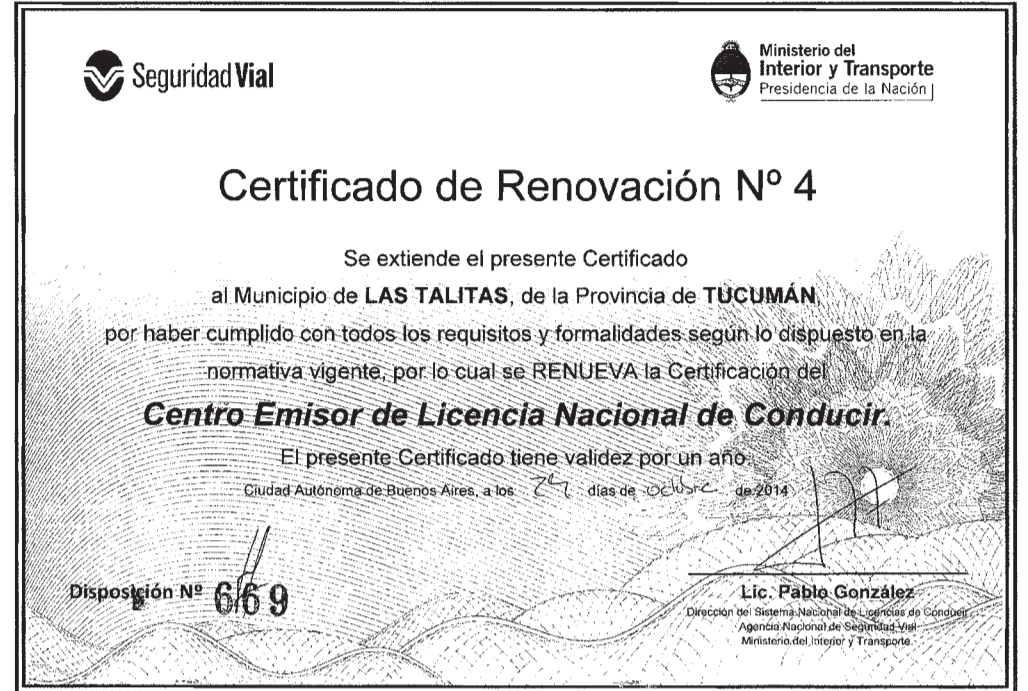 Seguridad Vial
Ministerio del
Interior y Transporte
Presidencia de la Nación
Certificado de Renovación Nº 4
Se extiende el presente Certificado
al Municipio de LAS TALITAS, de la Provincia de TUCUMÁN,
por haber cumplido con todos los requisitos y formalidades según lo dispuesto en la
normativa vigente, por lo cual se RENUEVA la Certificación del
Centro Emisor de Licencia Nacional de Conducir.
El presente Certificado tiene validez por un año.
Ciudad Autónoma de Buenos Aires, a los 24 días de octubre de 2014
Disposición Nº 669
Lic. Pablo González
Dirección del Sistema Nacional de Licencias de Conducir
Agencia Nacional de Seguridad Vial
Ministerio del Interior y Transporte